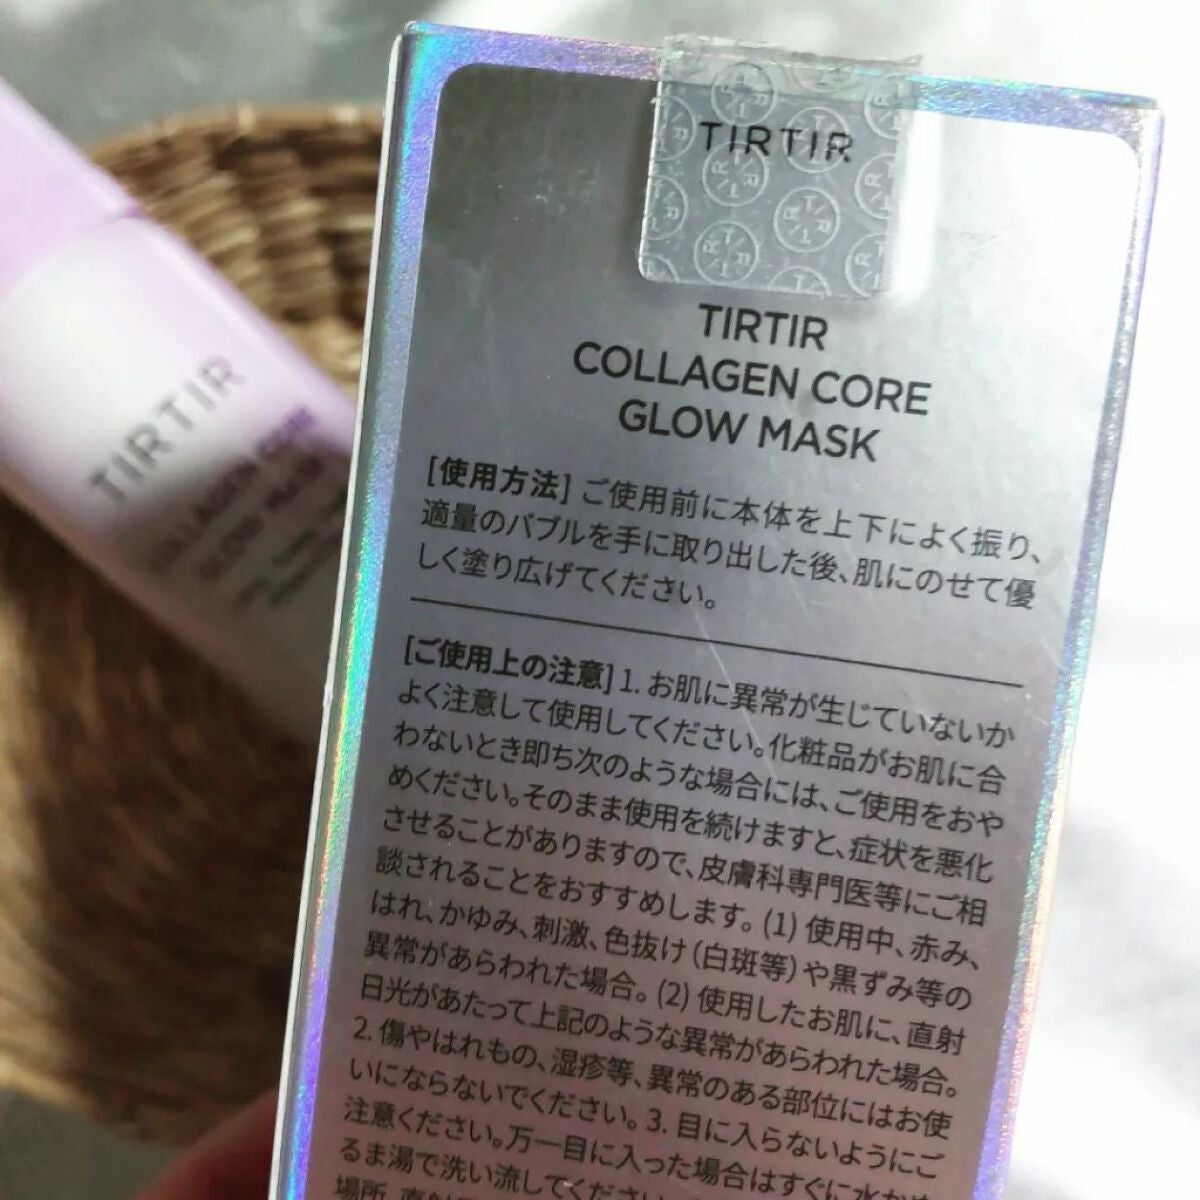 TIRTIR
TIRTIR
COLLAGEN CORE
GLOW MASK
[使用方法] ご使用前に本体を上下によく振り、
適量のバブルを手に取り出した後、肌にのせて優
しく塗り広げてください。
[ご使用上の注意] 1. お肌に異常が生じていないか
よく注意して使用してください。化粧品がお肌に合
わないとき即ち次のような場合には、ご使用をおや
めください。そのまま使用を続けますと、症状を悪化
させることがありますので、皮膚科専門医等にご相
談されることをおすすめします。(1) 使用中、赤み、
はれ、かゆみ、刺激、色抜け（白斑等）や黒ずみ等の
異常があらわれた場合。(2) 使用したお肌に、直射
日光があたって上記のような異常があらわれた場合。
2. 傷やはれもの、湿疹等、異常のある部位にはお使
いにならないでください。3. 目に入らないようにご
注意ください。万一目に入った場合はすぐに水か
るま湯で洗い流してください
場所、直射
TIRTIR
COLLAGEN CORE
GLOW MASK